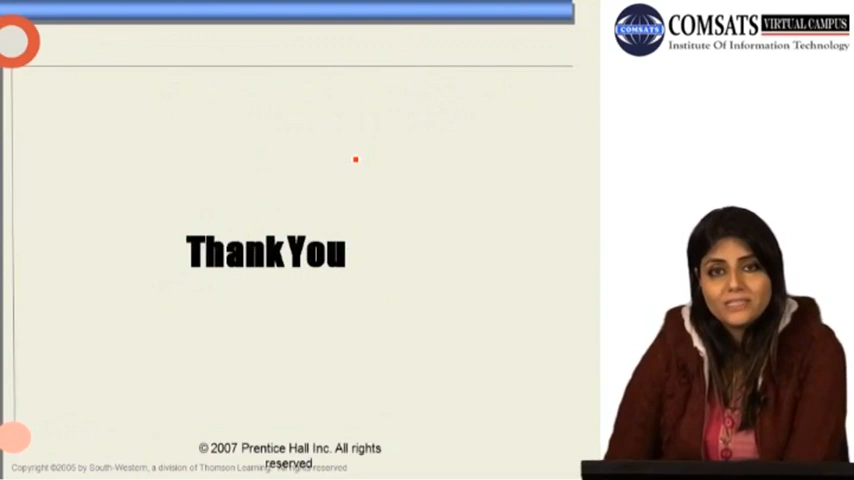 COMSATS
COMSATS VIRTUAL CAMPUS
Institute Of Information Technology
Thank You
© 2007 Prentice Hall Inc. All rights
reserved
Copyright ©2005 by South-Western, a division of Thomson Learning. All rights reserved.